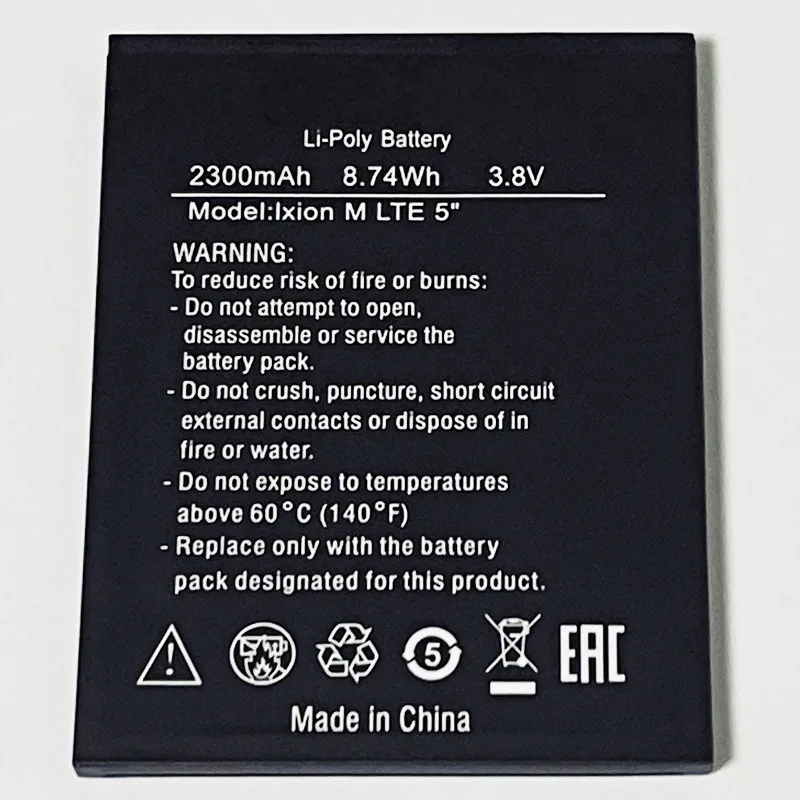 Li-Poly Battery
2300mAh 8.74Wh 3.8V
Model:Ixion M LTE 5"
WARNING:
To reduce risk of fire or burns:
- Do not attempt to open,
disassemble or service the
battery pack.
- Do not crush, puncture, short circuit
external contacts or dispose of in
fire or water.
- Do not expose to temperatures
above 60°C (140°F)
- Replace only with the battery
pack designated for this product.
5 EAC
Made in China